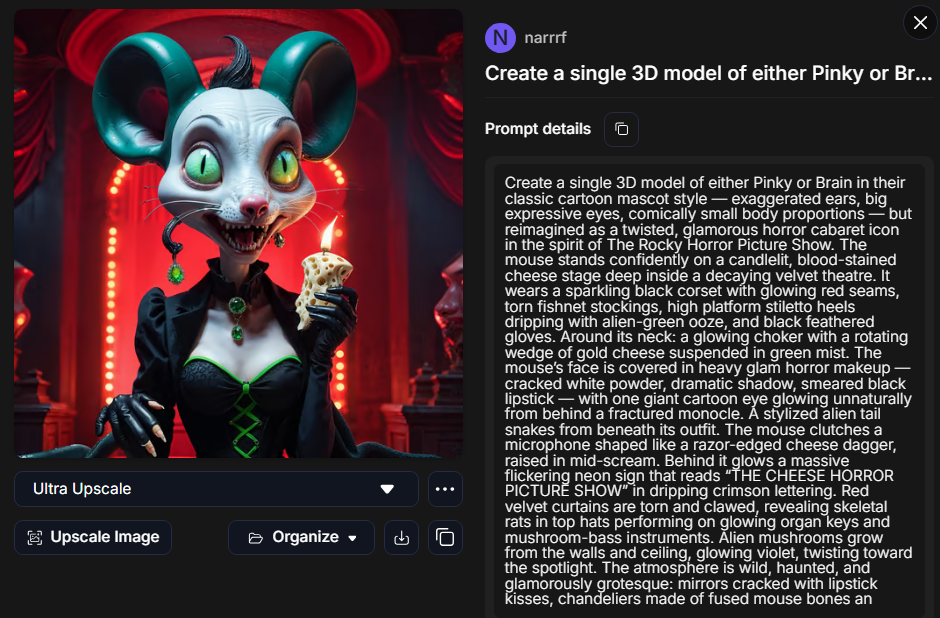 N narrrf
Create a single 3D model of either Pinky or Br...
Prompt details
Create a single 3D model of either Pinky or Brain in their
classic cartoon mascot style — exaggerated ears, big
expressive eyes, comically small body proportions — but
reimagined as a twisted, glamorous horror cabaret icon
in the spirit of The Rocky Horror Picture Show. The
mouse stands confidently on a candlelit, blood-stained
cheese stage deep inside a decaying velvet theatre. It
wears a sparkling black corset with glowing red seams,
torn fishnet stockings, high platform stiletto heels
dripping with alien-green ooze, and black feathered
gloves. Around its neck: a glowing choker with a rotating
wedge of gold cheese suspended in green mist. The
mouse's face is covered in heavy glam horror makeup —
cracked white powder, dramatic shadow, smeared black
lipstick — with one giant cartoon eye glowing unnaturally
from behind a fractured monocle. A stylized alien tail
snakes from beneath its outfit. The mouse clutches a
microphone shaped like a razor-edged cheese dagger,
raised in mid-scream. Behind it glows a massive
flickering neon sign that reads “THE CHEESE HORROR
PICTURE SHOW” in dripping crimson lettering. Red
velvet curtains are torn and clawed, revealing skeletal
rats in top hats performing on glowing organ keys and
mushroom-bass instruments. Alien mushrooms grow
from the walls and ceiling, glowing violet, twisting toward
the spotlight. The atmosphere is wild, haunted, and
glamorously grotesque: mirrors cracked with lipstick
kisses, chandeliers made of fused mouse bones an
Ultra Upscale
Upscale Image
Organize